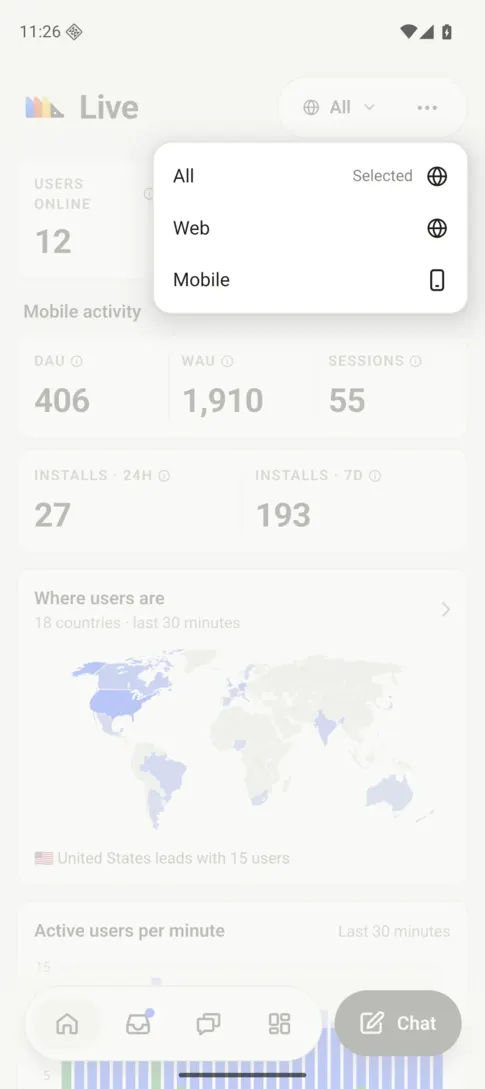 11:26
Live
All
All Selected
Web
Mobile
USERS
ONLINE
12
Mobile activity
DAU WAU SESSIONS
406 1,910 55
INSTALLS · 24H INSTALLS · 7D
27 193
Where users are
18 countries · last 30 minutes
🇺🇸 United States leads with 15 users
Active users per minute Last 30 minutes
15
Chat
5